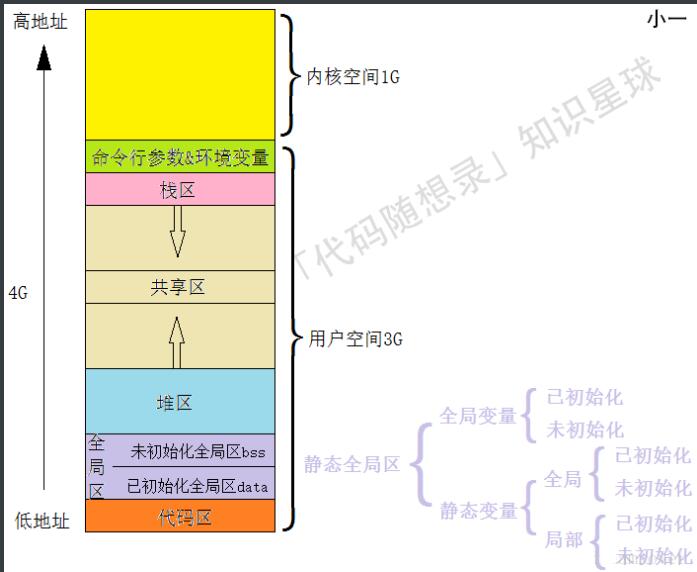 高地址
小一
内核空间1G
「代码随想录」知识星球
命令行参数&环境变量
栈区
4G
共享区
用户空间3G
堆区
全局区
未初始化全局区bss
已初始化全局区data
代码区
低地址
静态全局区
全局变量
已初始化
未初始化
静态变量
全局
已初始化
未初始化
局部
已初始化
未初始化